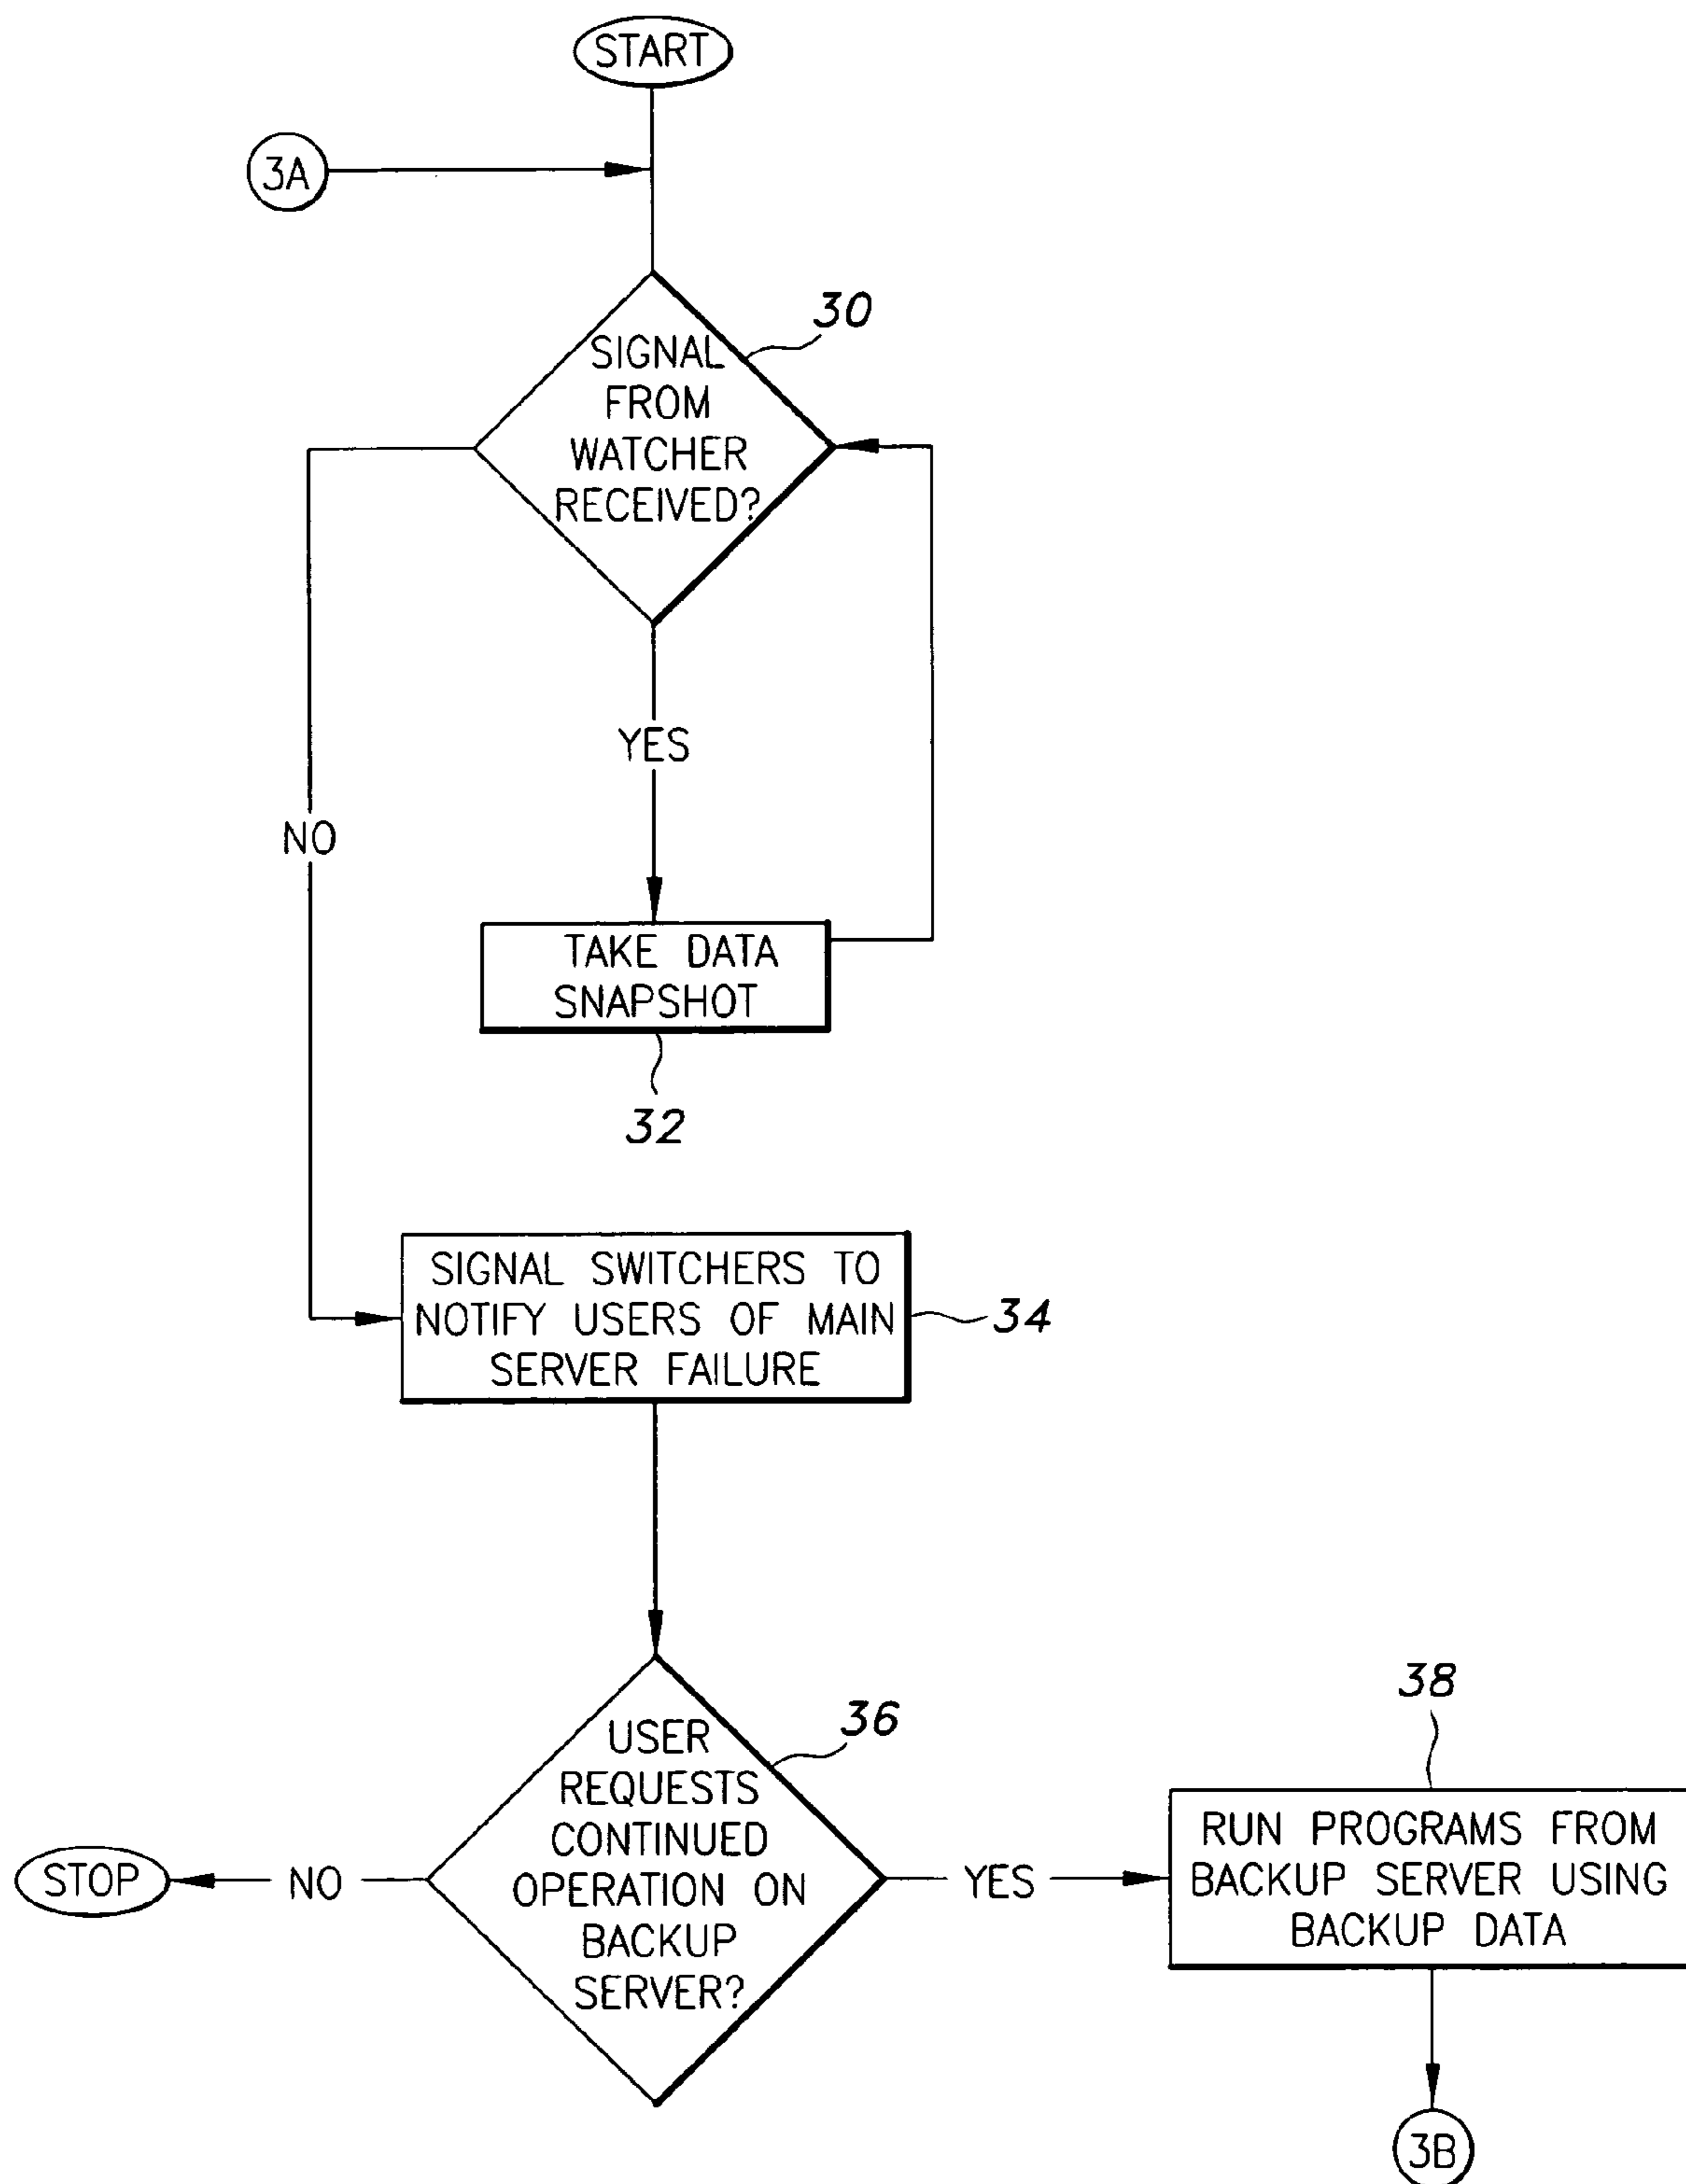 START
3A
30
SIGNAL
FROM
WATCHER
RECEIVED?
YES
NO
TAKE DATA
SNAPSHOT
32
SIGNAL SWITCHERS TO
NOTIFY USERS OF MAIN
SERVER FAILURE
34
36
USER
REQUESTS
CONTINUED
OPERATION ON
BACKUP
SERVER?
STOP
NO
YES
38
RUN PROGRAMS FROM
BACKUP SERVER USING
BACKUP DATA
3B